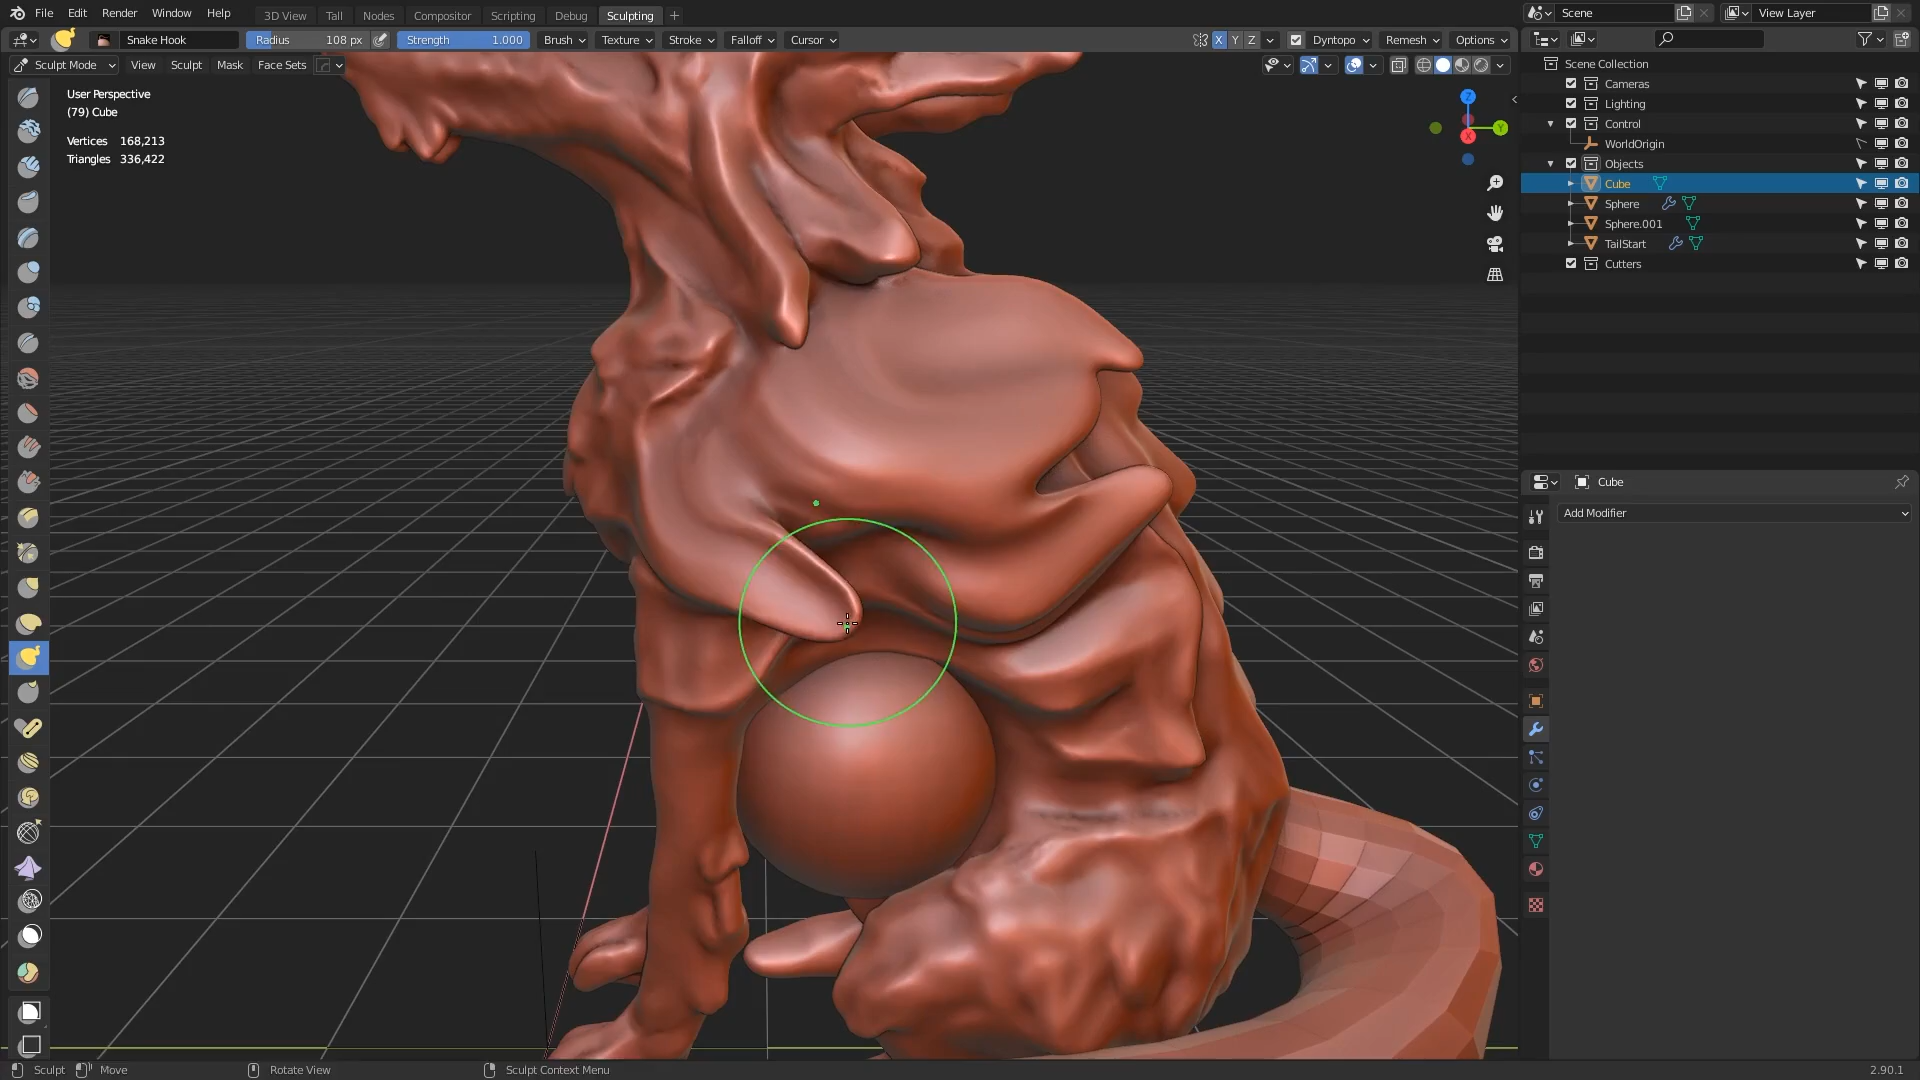 File Edit Render Window Help 3D View Tall Nodes Compositor Scripting Debug Sculpting + Scene View Layer
Snake Hook Radius 108 px Strength 1.000 Brush Texture Stroke Falloff Cursor X Y Z Dyntopo Remesh Options
Sculpt Mode View Sculpt Mask Face Sets
User Perspective
(79) Cube
Vertices 168,213
Triangles 336,422
Z
Y
X
Scene Collection
Cameras
Lighting
Control
WorldOrigin
Objects
Cube
Sphere
Sphere.001
TailStart
Cutters
Cube
Add Modifier
Sculpt Move Rotate View Sculpt Context Menu 2.90.1